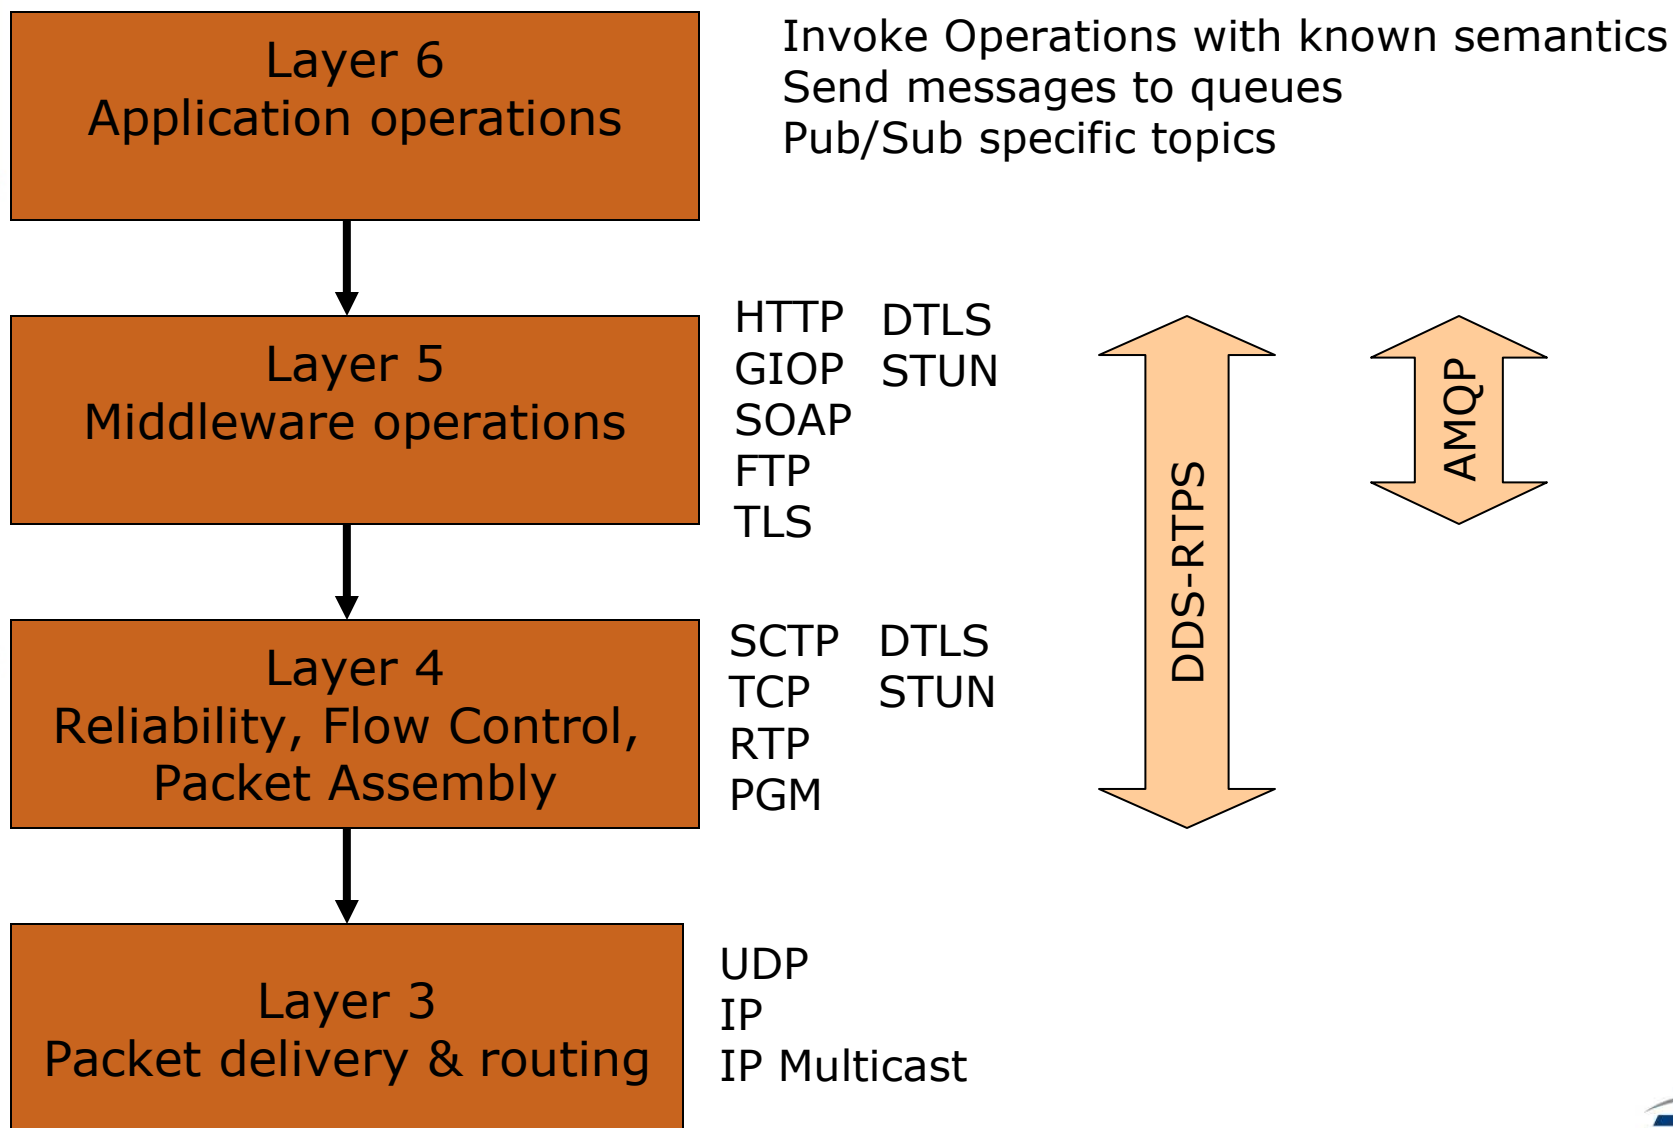 Layer 6
Application operations
Invoke Operations with known semantics
Send messages to queues
Pub/Sub specific topics
Layer 5
Middleware operations
HTTP
GIOP
SOAP
FTP
TLS
DTLS
STUN
DDS-RTPS
AMQP
Layer 4
Reliability, Flow Control,
Packet Assembly
SCTP
TCP
RTP
PGM
DTLS
STUN
Layer 3
Packet delivery & routing
UDP
IP
IP Multicast